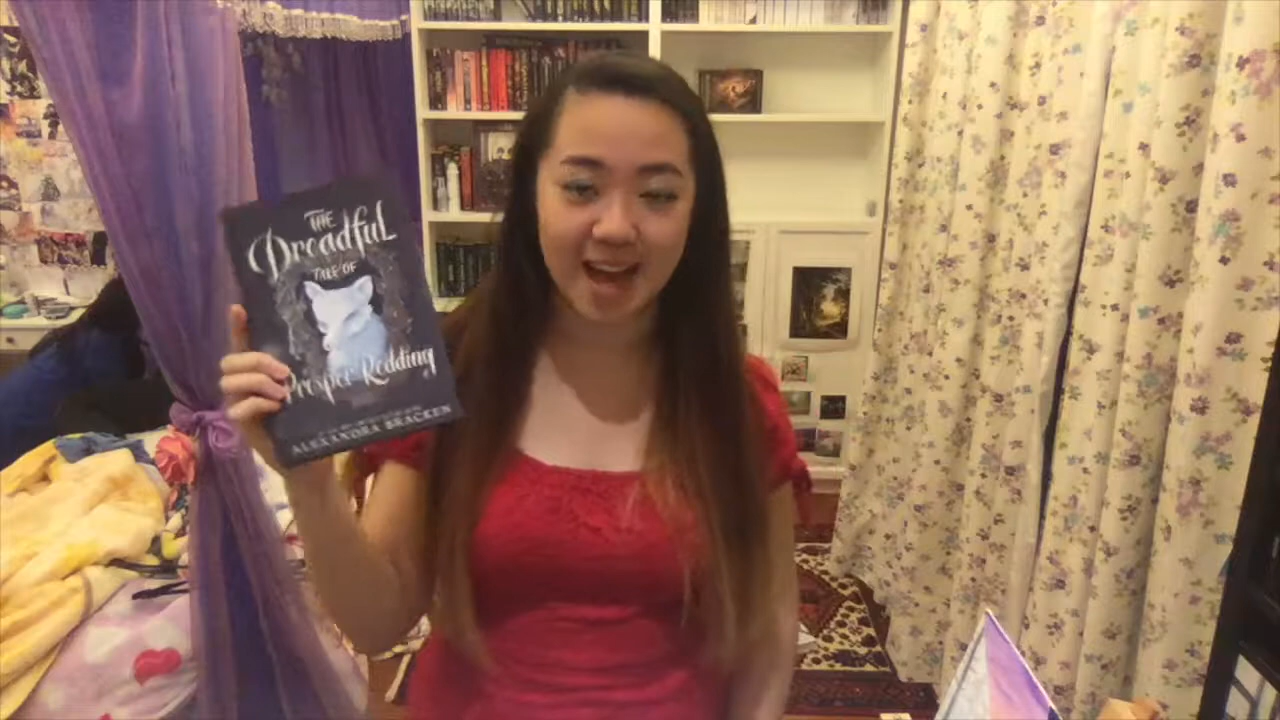 THE
Dreadful
TALE OF
Prosper Redding
ALEXANDRA BRACKEN